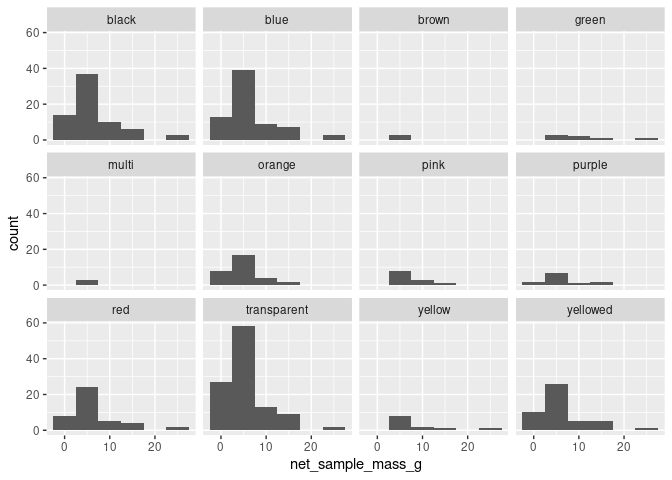 black blue brown green
60
40
20
0
multi orange pink purple
60
40
20
0
count
red transparent yellow yellowed
60
40
20
0
0 10 20 0 10 20 0 10 20 0 10 20
net_sample_mass_g